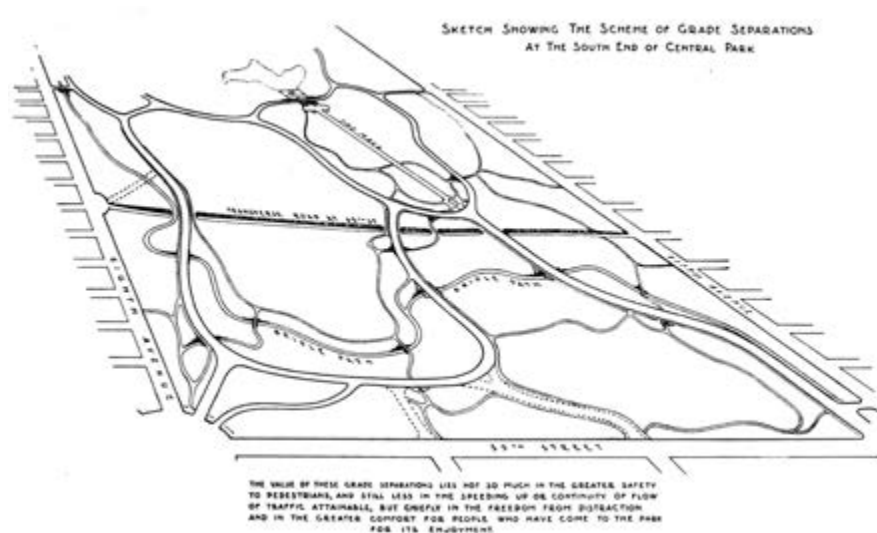 SKETCH SHOWING THE SCHEME OF GRADE SEPARATIONS
AT THE SOUTH END OF CENTRAL PARK
THE MALL
TRANSVERSE ROAD AT 65TH ST
EIGHTH AVENUE
BRIDLE PATH
BRIDLE PATH
AVENUE
59TH STREET
THE VALUE OF THESE GRADE SEPARATIONS LIES NOT SO MUCH IN THE GREATER SAFETY
TO PEDESTRIANS, AND STILL LESS IN THE SPEEDING UP OR CONTINUITY OF FLOW
OF TRAFFIC ATTAINABLE, BUT CHIEFLY IN THE FREEDOM FROM DISTRACTION
AND IN THE GREATER COMFORT FOR PEOPLE WHO HAVE COME TO THE PARK
FOR ITS ENJOYMENT.